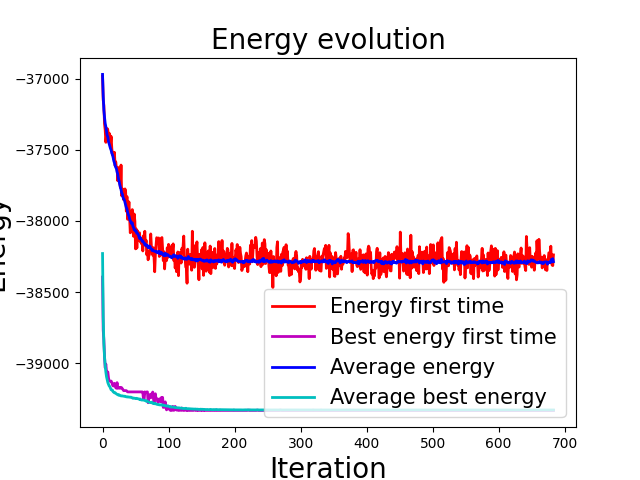 Energy evolution
−37000
−37500
−38000
−38500
−39000
Energy
Energy first time
Best energy first time
Average energy
Average best energy
0 100 200 300 400 500 600 700
Iteration